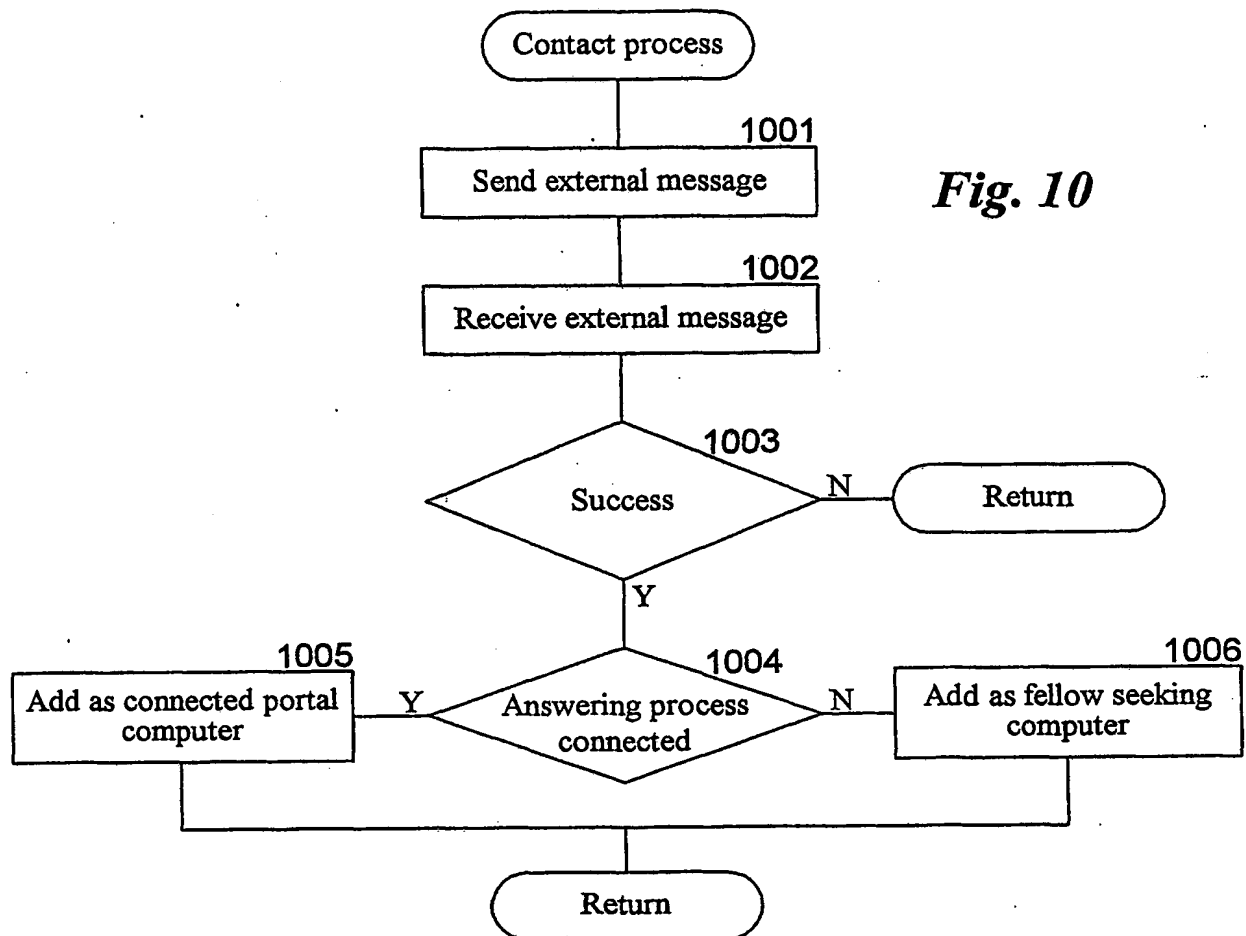 Contact process
1001
Send external message
Fig. 10
1002
Receive external message
1003
Success
N
Return
Y
1005
Add as connected portal
computer
Y
1004
Answering process
connected
N
1006
Add as fellow seeking
computer
Return